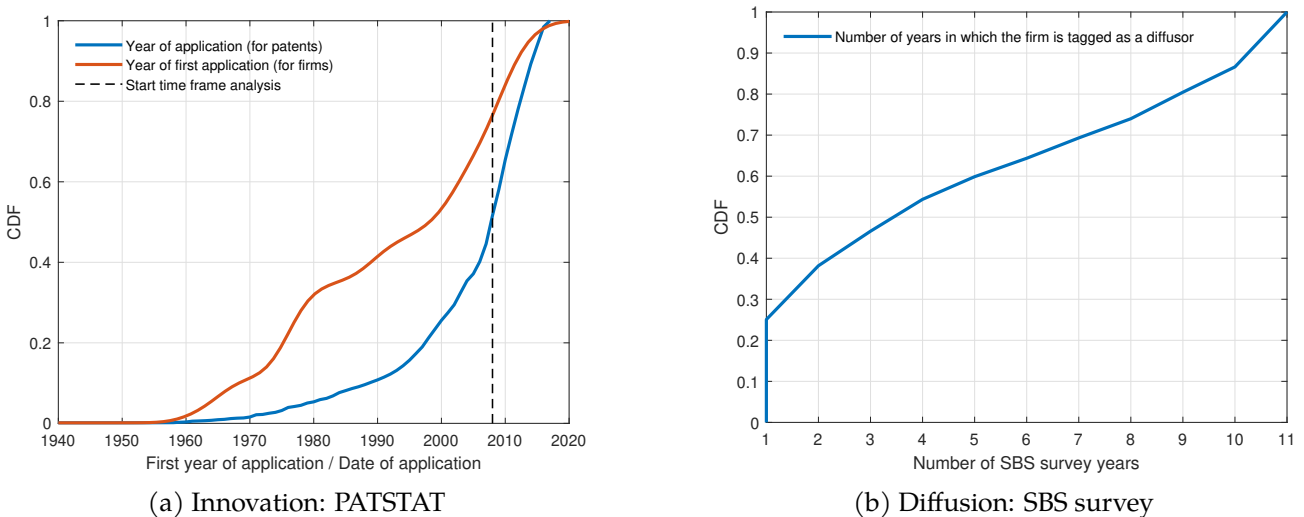 Year of application (for patents)
Year of first application (for firms)
Start time frame analysis
CDF
1
0.8
0.6
0.4
0.2
0
1940 1950 1960 1970 1980 1990 2000 2010 2020
First year of application / Date of application
(a) Innovation: PATSTAT
Number of years in which the firm is tagged as a diffusor
CDF
1
0.9
0.8
0.7
0.6
0.5
0.4
0.3
0.2
0.1
0
1 2 3 4 5 6 7 8 9 10 11
Number of SBS survey years
(b) Diffusion: SBS survey